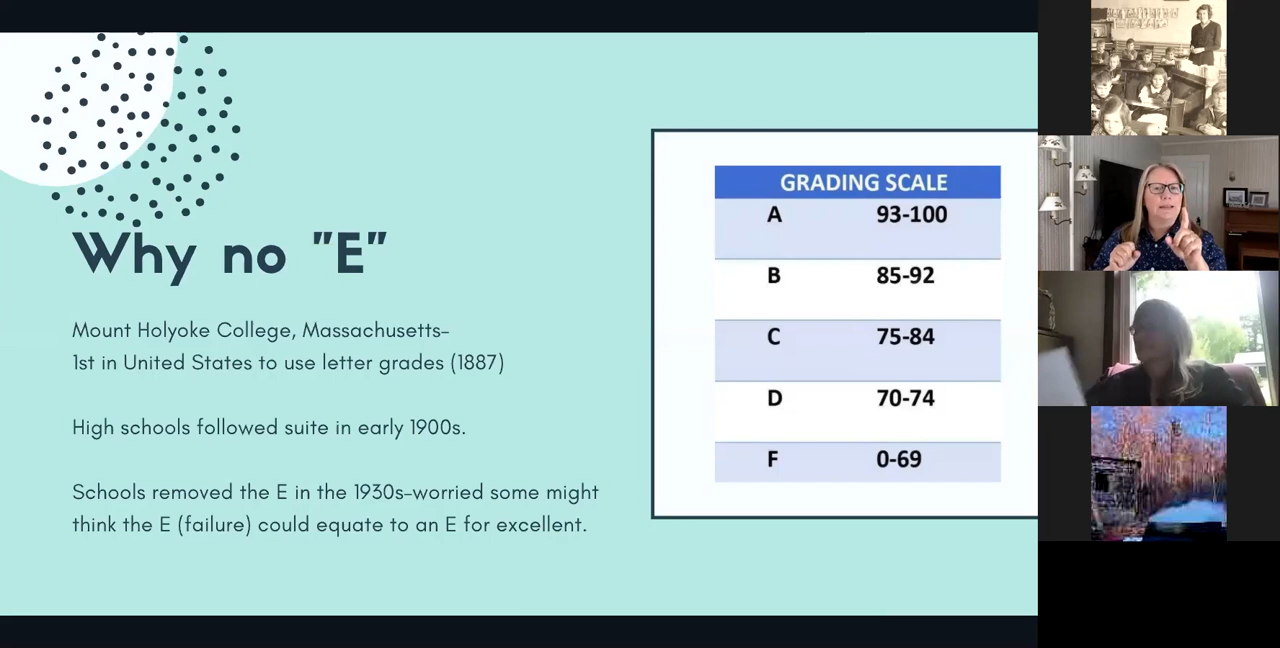 Why no "E"
Mount Holyoke College, Massachusetts-
1st in United States to use letter grades (1887)
High schools followed suite in early 1900s.
Schools removed the E in the 1930s-worried some might
think the E (failure) could equate to an E for excellent.
GRADING SCALE
A 93-100
B 85-92
C 75-84
D 70-74
F 0-69